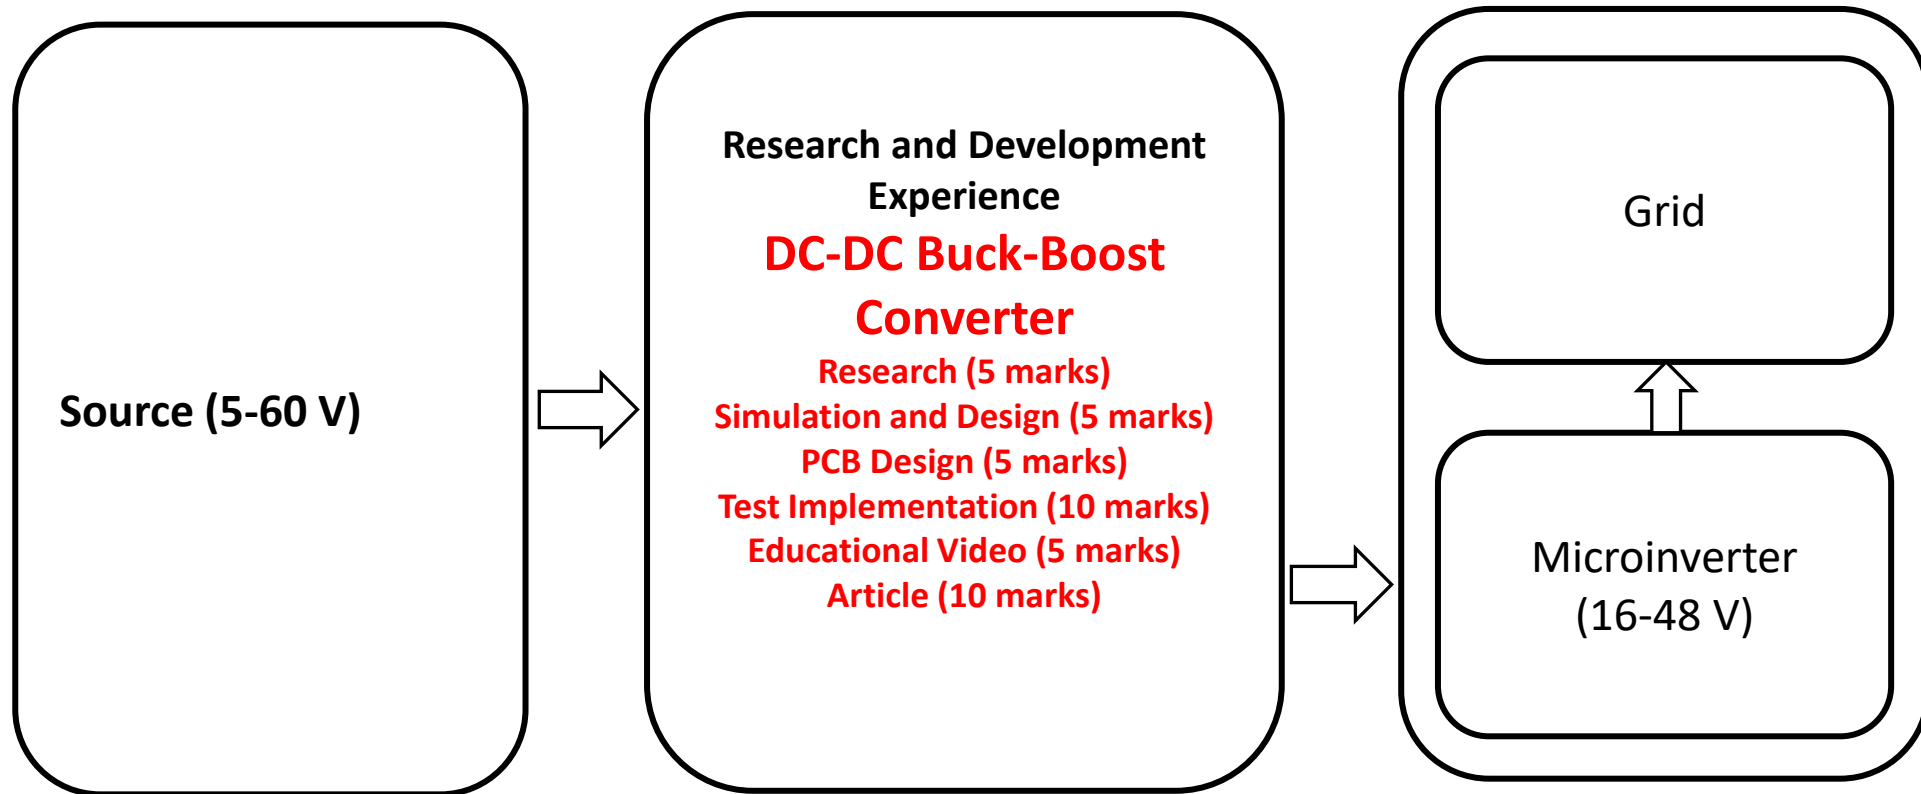 Source (5-60 V)
Research and Development
Experience
DC-DC Buck-Boost
Converter
Research (5 marks)
Simulation and Design (5 marks)
PCB Design (5 marks)
Test Implementation (10 marks)
Educational Video (5 marks)
Article (10 marks)
Grid
Microinverter
(16-48 V)